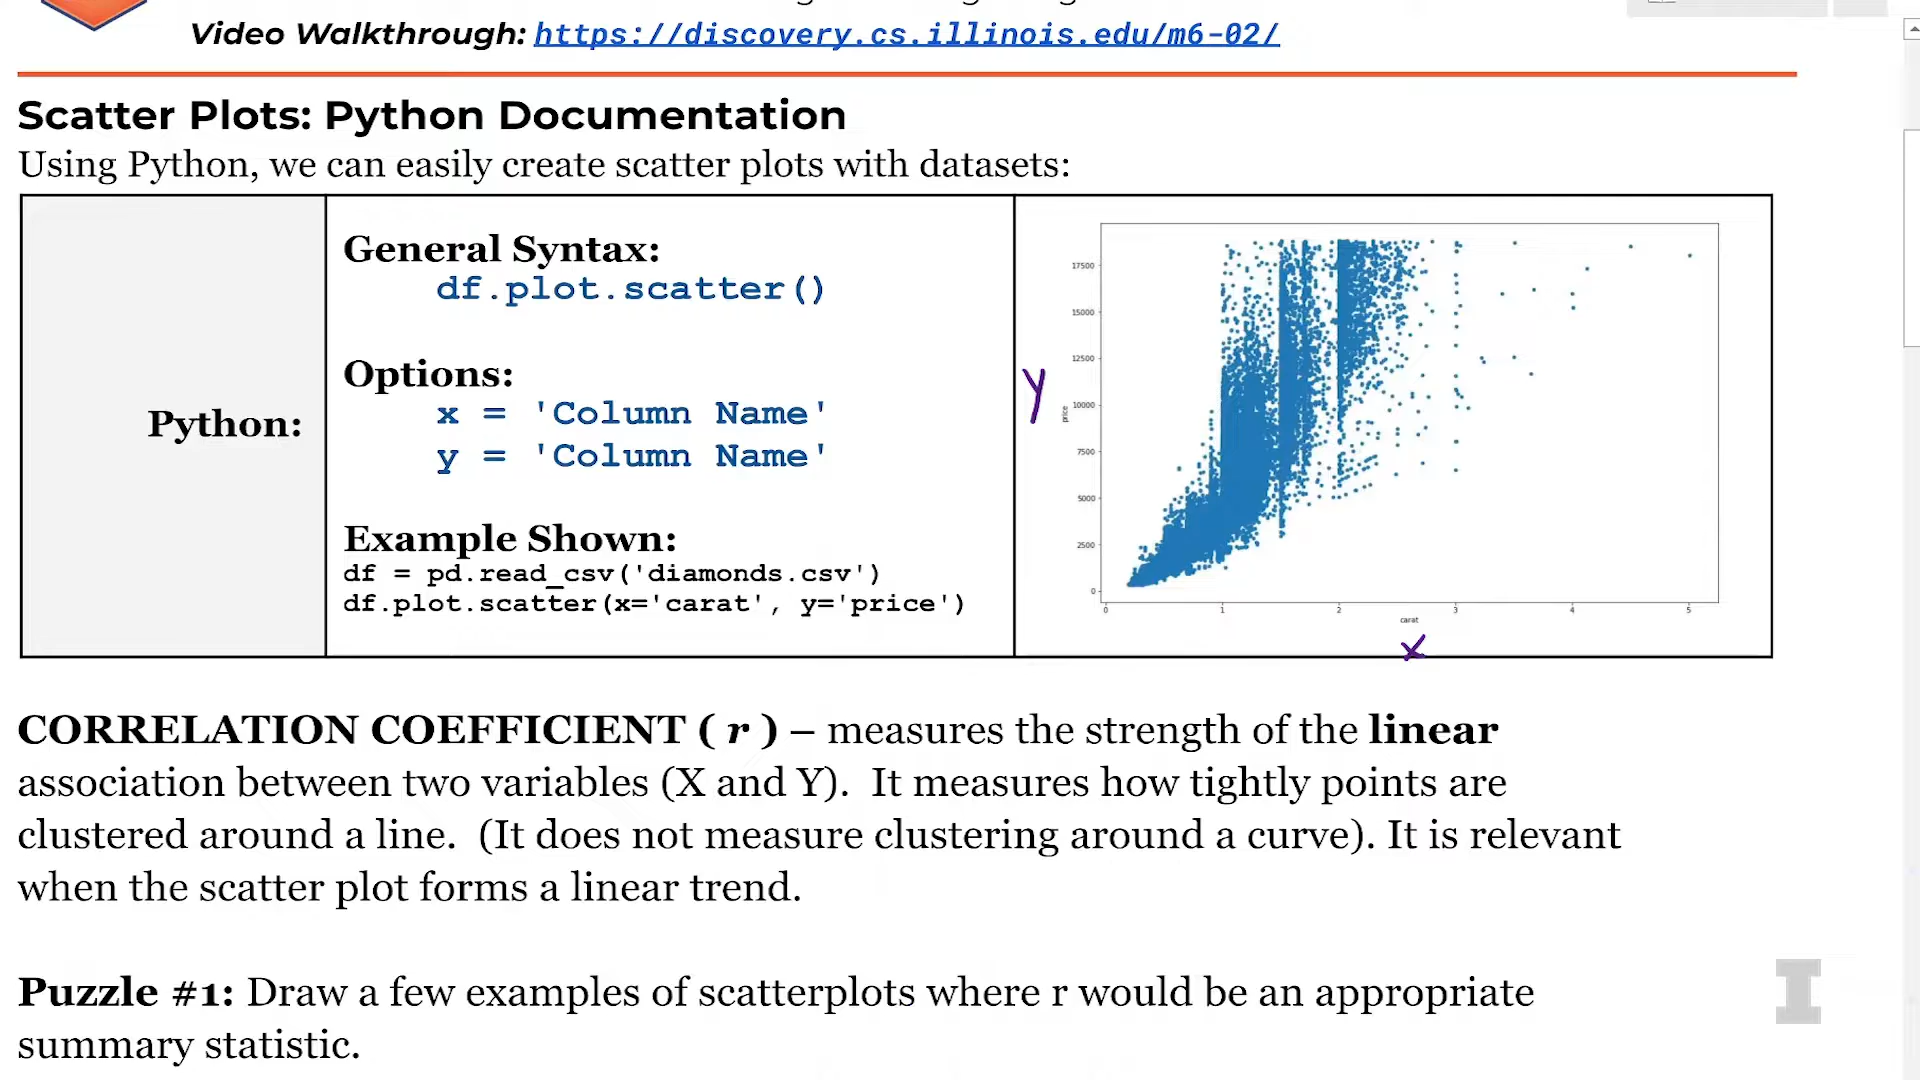 Video Walkthrough: https://discovery.cs.illinois.edu/m6-02/
Scatter Plots: Python Documentation
Using Python, we can easily create scatter plots with datasets:
Python:
General Syntax:
df.plot.scatter()
Options:
x = 'Column Name'
y = 'Column Name'
Example Shown:
df = pd.read_csv('diamonds.csv')
df.plot.scatter(x='carat', y='price')
y
price
17500
15000
12500
10000
7500
5000
2500
0
0 1 2 3 4 5
carat
x
CORRELATION COEFFICIENT ( r ) – measures the strength of the linear
association between two variables (X and Y). It measures how tightly points are
clustered around a line. (It does not measure clustering around a curve). It is relevant
when the scatter plot forms a linear trend.
Puzzle #1: Draw a few examples of scatterplots where r would be an appropriate
summary statistic.
I